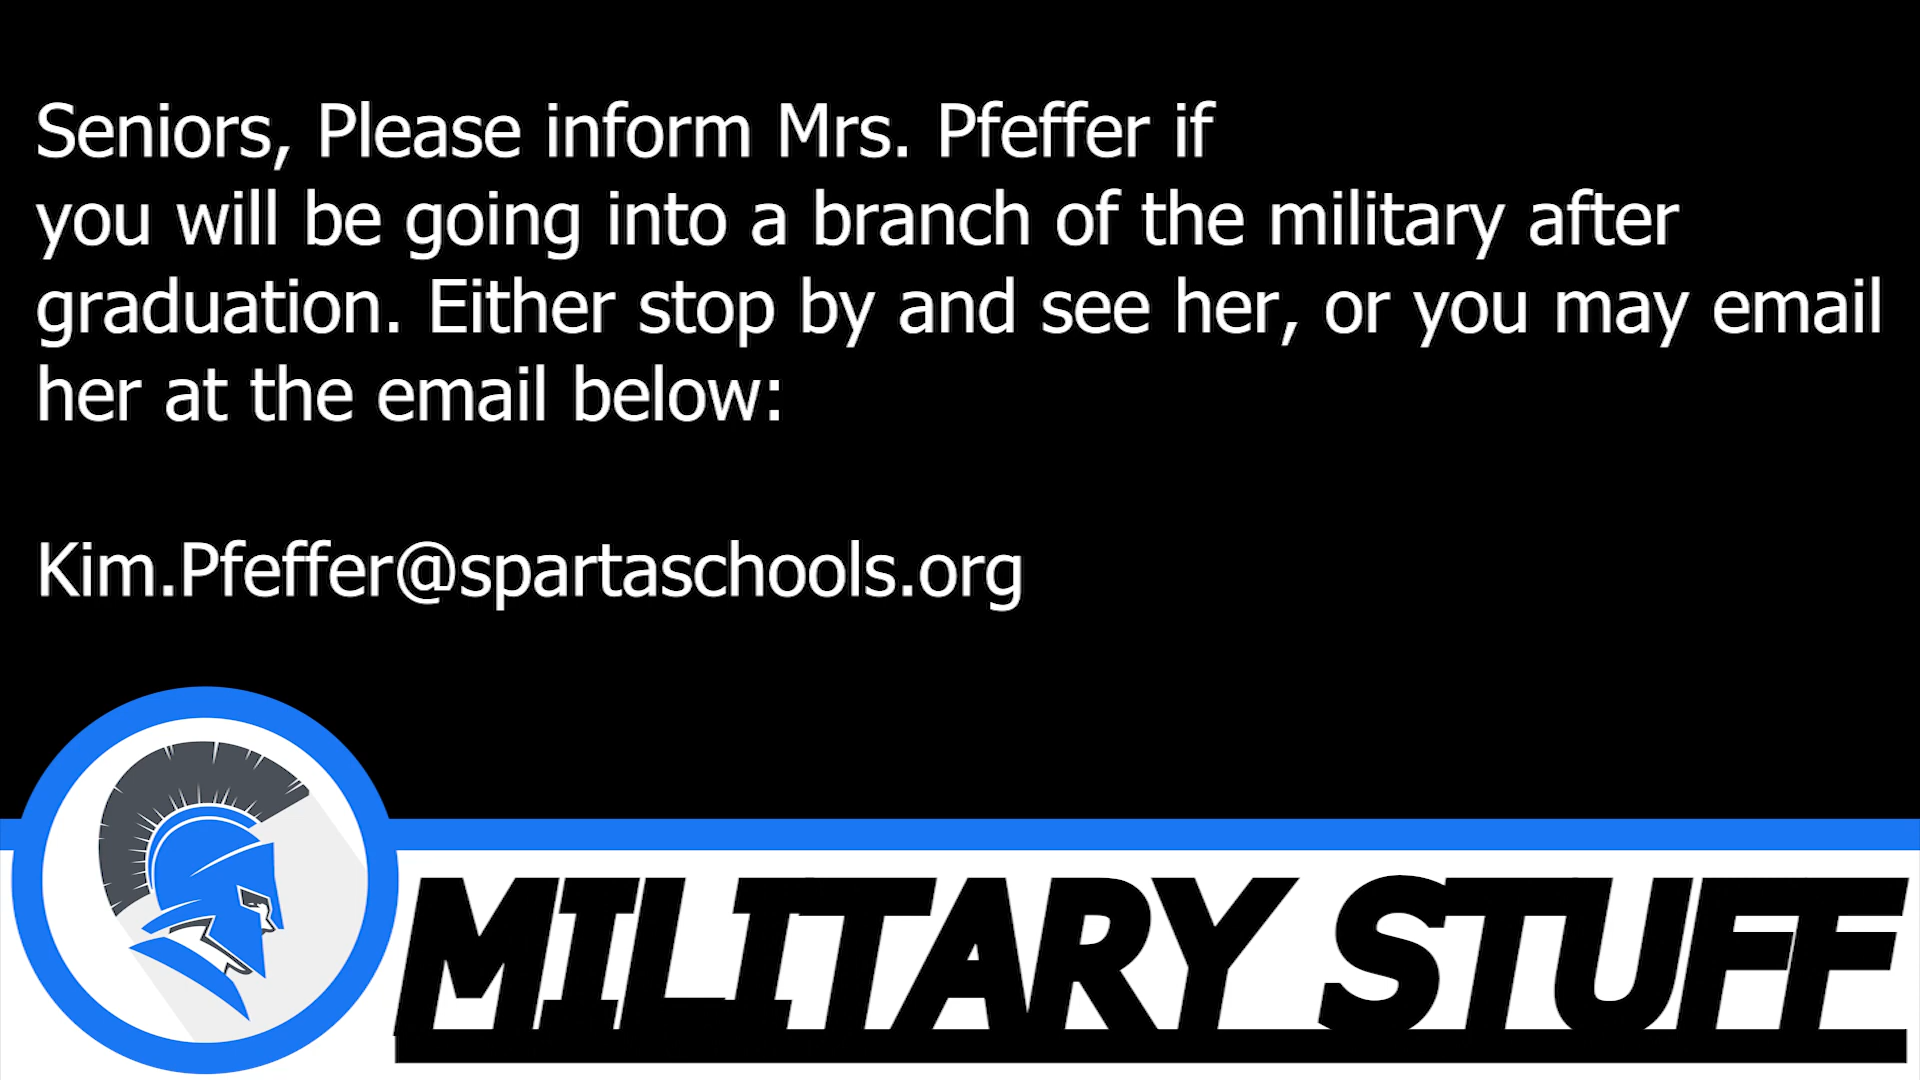 Seniors, Please inform Mrs. Pfeffer if
you will be going into a branch of the military after
graduation. Either stop by and see her, or you may email
her at the email below:
Kim.Pfeffer@spartaschools.org
MILITARY STUFF